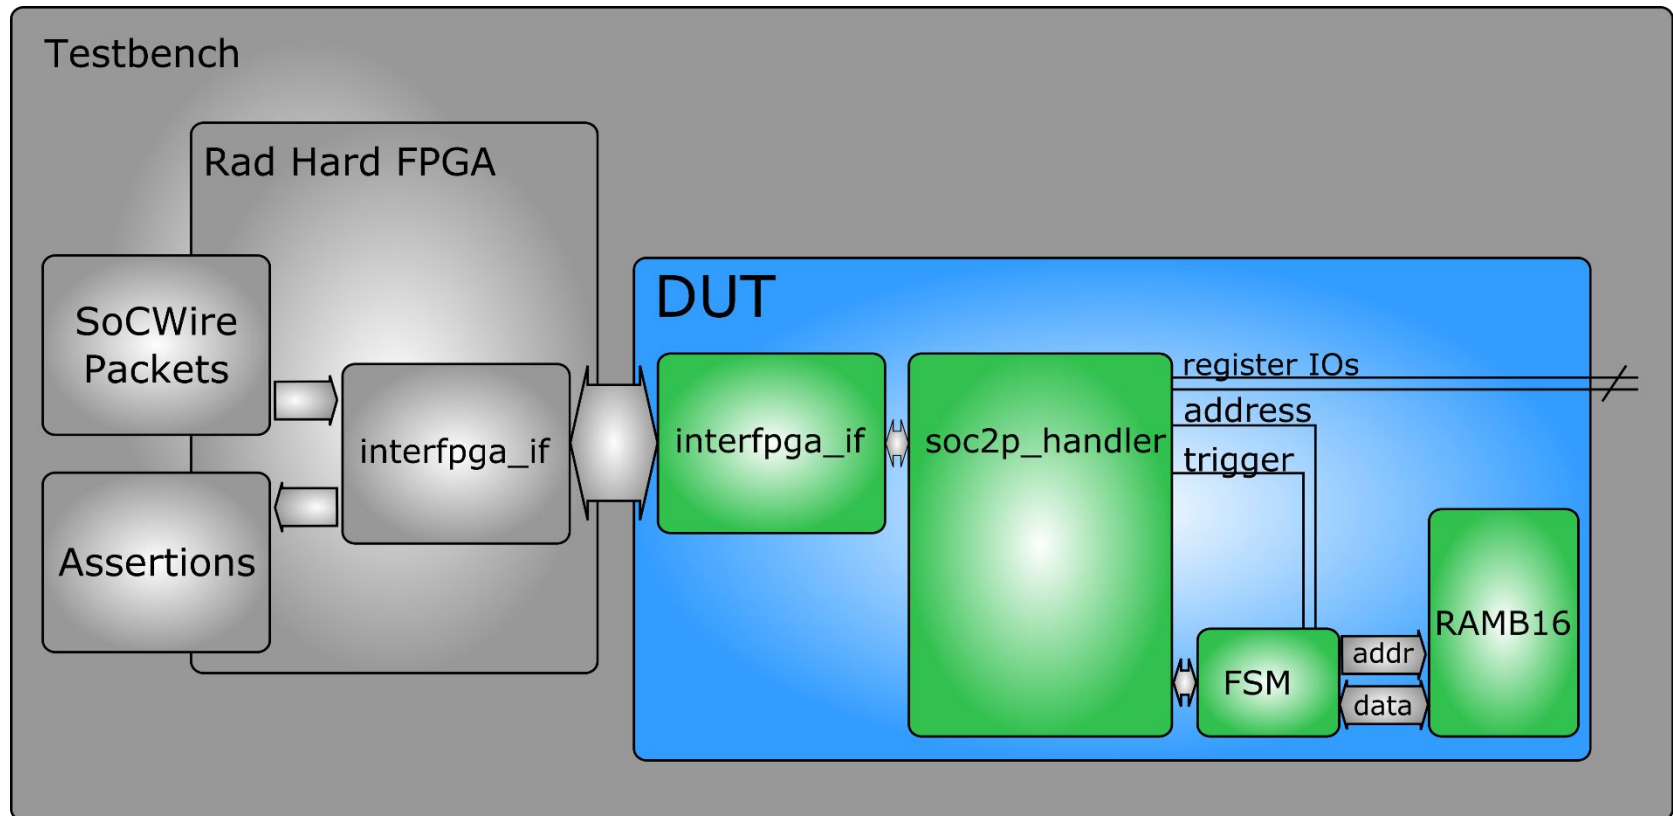 Testbench
Rad Hard FPGA
SoCWire
Packets
interfpga_if
Assertions
DUT
interfpga_if
soc2p_handler
register IOs
address
trigger
FSM
addr
data
RAMB16